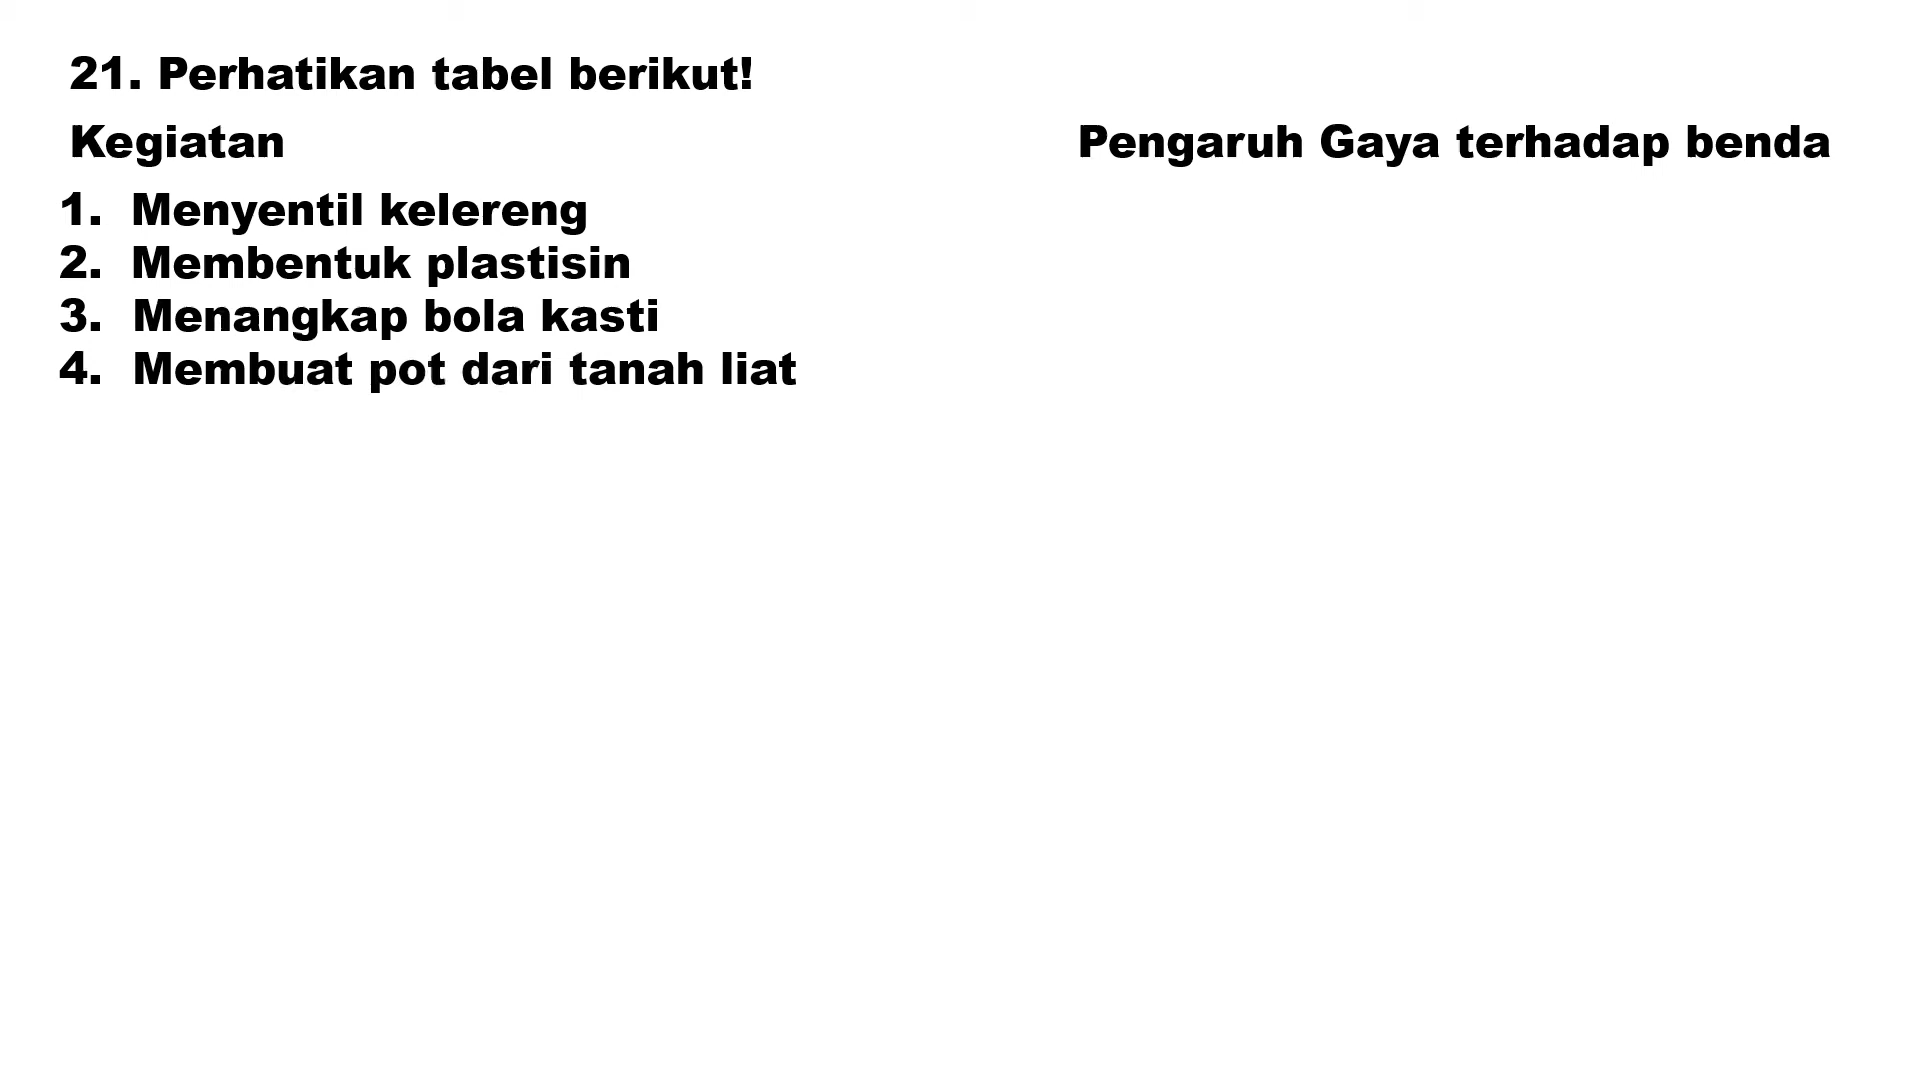 21. Perhatikan tabel berikut!
Kegiatan Pengaruh Gaya terhadap benda
1. Menyentil kelereng
2. Membentuk plastisin
3. Menangkap bola kasti
4. Membuat pot dari tanah liat